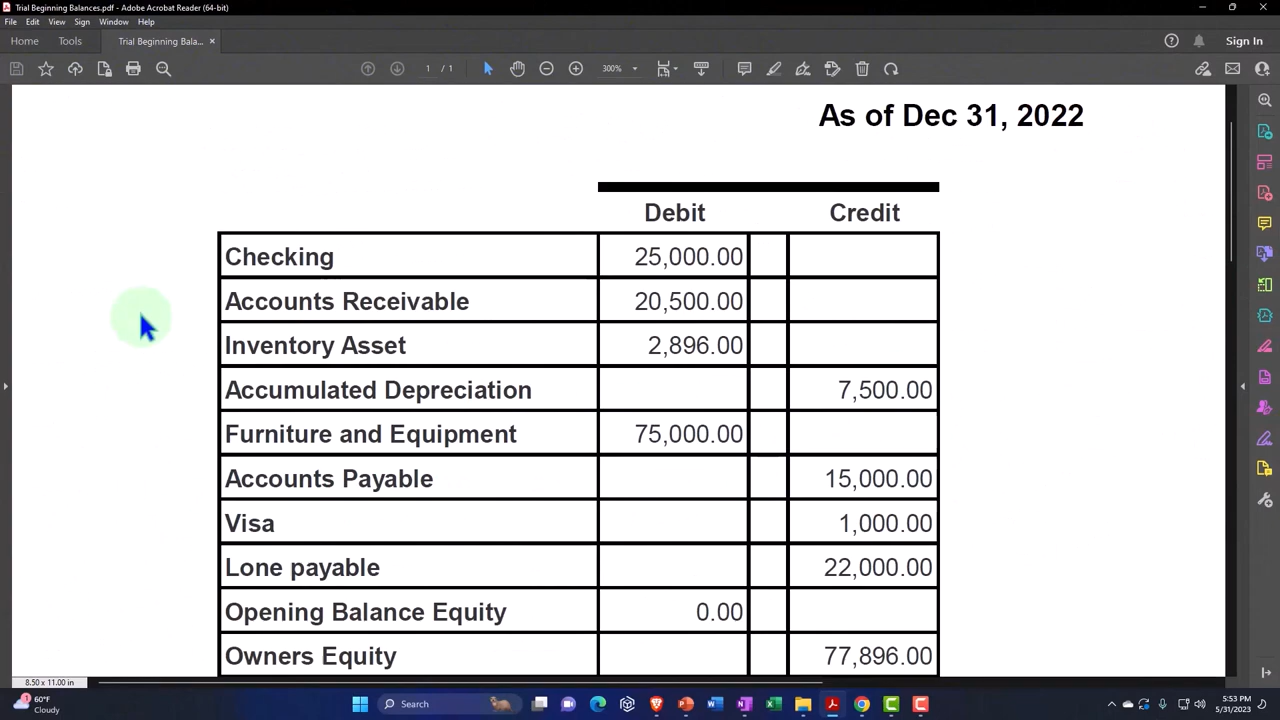 Trial Beginning Balances.pdf - Adobe Acrobat Reader (64-bit)
File Edit View Sign Window Help
Home Tools Trial Beginning Bala... × Sign In
1 / 1 300%
As of Dec 31, 2022
Debit Credit
Checking 25,000.00
Accounts Receivable 20,500.00
Inventory Asset 2,896.00
Accumulated Depreciation 7,500.00
Furniture and Equipment 75,000.00
Accounts Payable 15,000.00
Visa 1,000.00
Lone payable 22,000.00
Opening Balance Equity 0.00
Owners Equity 77,896.00
8.50 x 11.00 in
60°F
Cloudy
Search
5:53 PM
5/31/2023